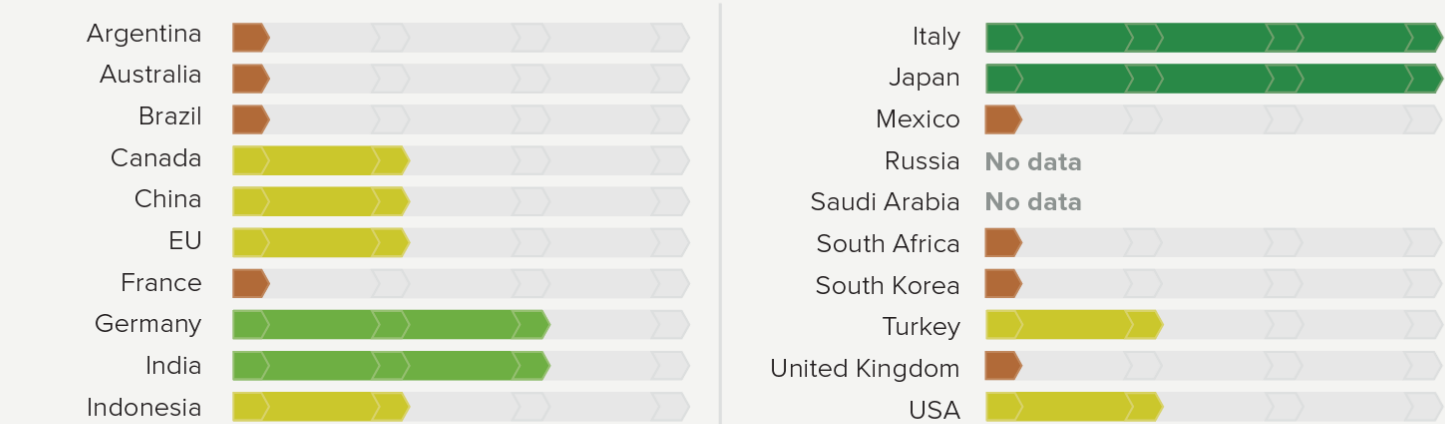 Argentina
Australia
Brazil
Canada
China
EU
France
Germany
India
Indonesia
Italy
Japan
Mexico
Russia No data
Saudi Arabia No data
South Africa
South Korea
Turkey
United Kingdom
USA